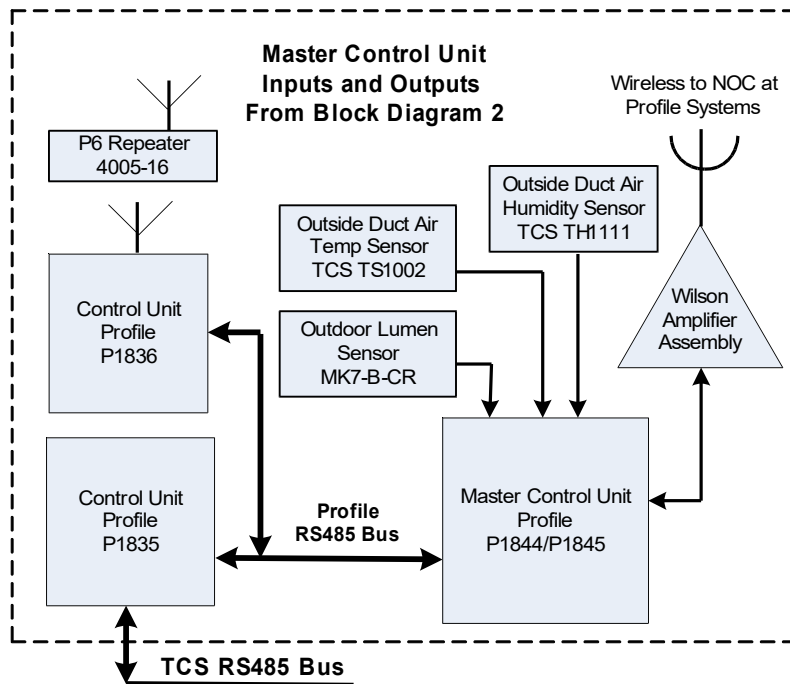 Master Control Unit
Inputs and Outputs
From Block Diagram 2
Wireless to NOC at
Profile Systems
P6 Repeater
4005-16
Outside Duct Air
Humidity Sensor
TCS TH1111
Outside Duct Air
Temp Sensor
TCS TS1002
Control Unit
Profile
P1836
Wilson
Amplifier
Assembly
Outdoor Lumen
Sensor
MK7-B-CR
Control Unit
Profile
P1835
Profile
RS485 Bus
Master Control Unit
Profile
P1844/P1845
TCS RS485 Bus